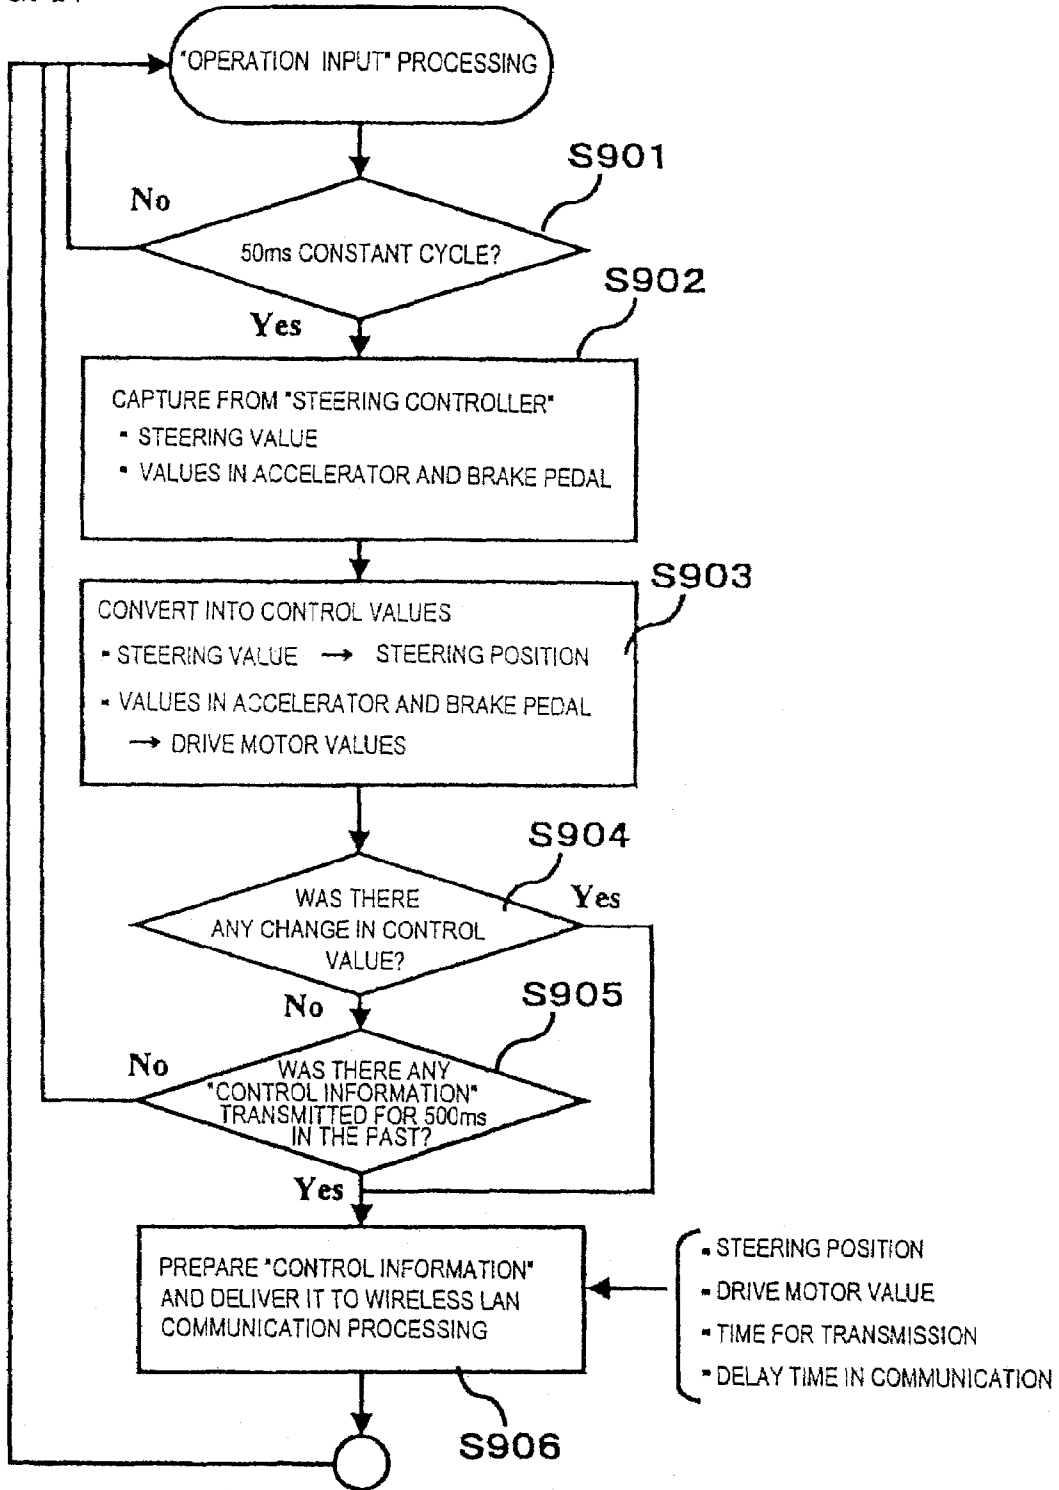 "OPERATION INPUT" PROCESSING
S901
No
50ms CONSTANT CYCLE?
S902
Yes
CAPTURE FROM "STEERING CONTROLLER"
▪ STEERING VALUE
▪ VALUES IN ACCELERATOR AND BRAKE PEDAL
S903
CONVERT INTO CONTROL VALUES
▪ STEERING VALUE → STEERING POSITION
▪ VALUES IN ACCELERATOR AND BRAKE PEDAL
→ DRIVE MOTOR VALUES
S904
WAS THERE
ANY CHANGE IN CONTROL
VALUE?
Yes
No
S905
No
WAS THERE ANY
"CONTROL INFORMATION"
TRANSMITTED FOR 500ms
IN THE PAST?
Yes
PREPARE "CONTROL INFORMATION"
AND DELIVER IT TO WIRELESS LAN
COMMUNICATION PROCESSING
▪ STEERING POSITION
▪ DRIVE MOTOR VALUE
▪ TIME FOR TRANSMISSION
▪ DELAY TIME IN COMMUNICATION
S906